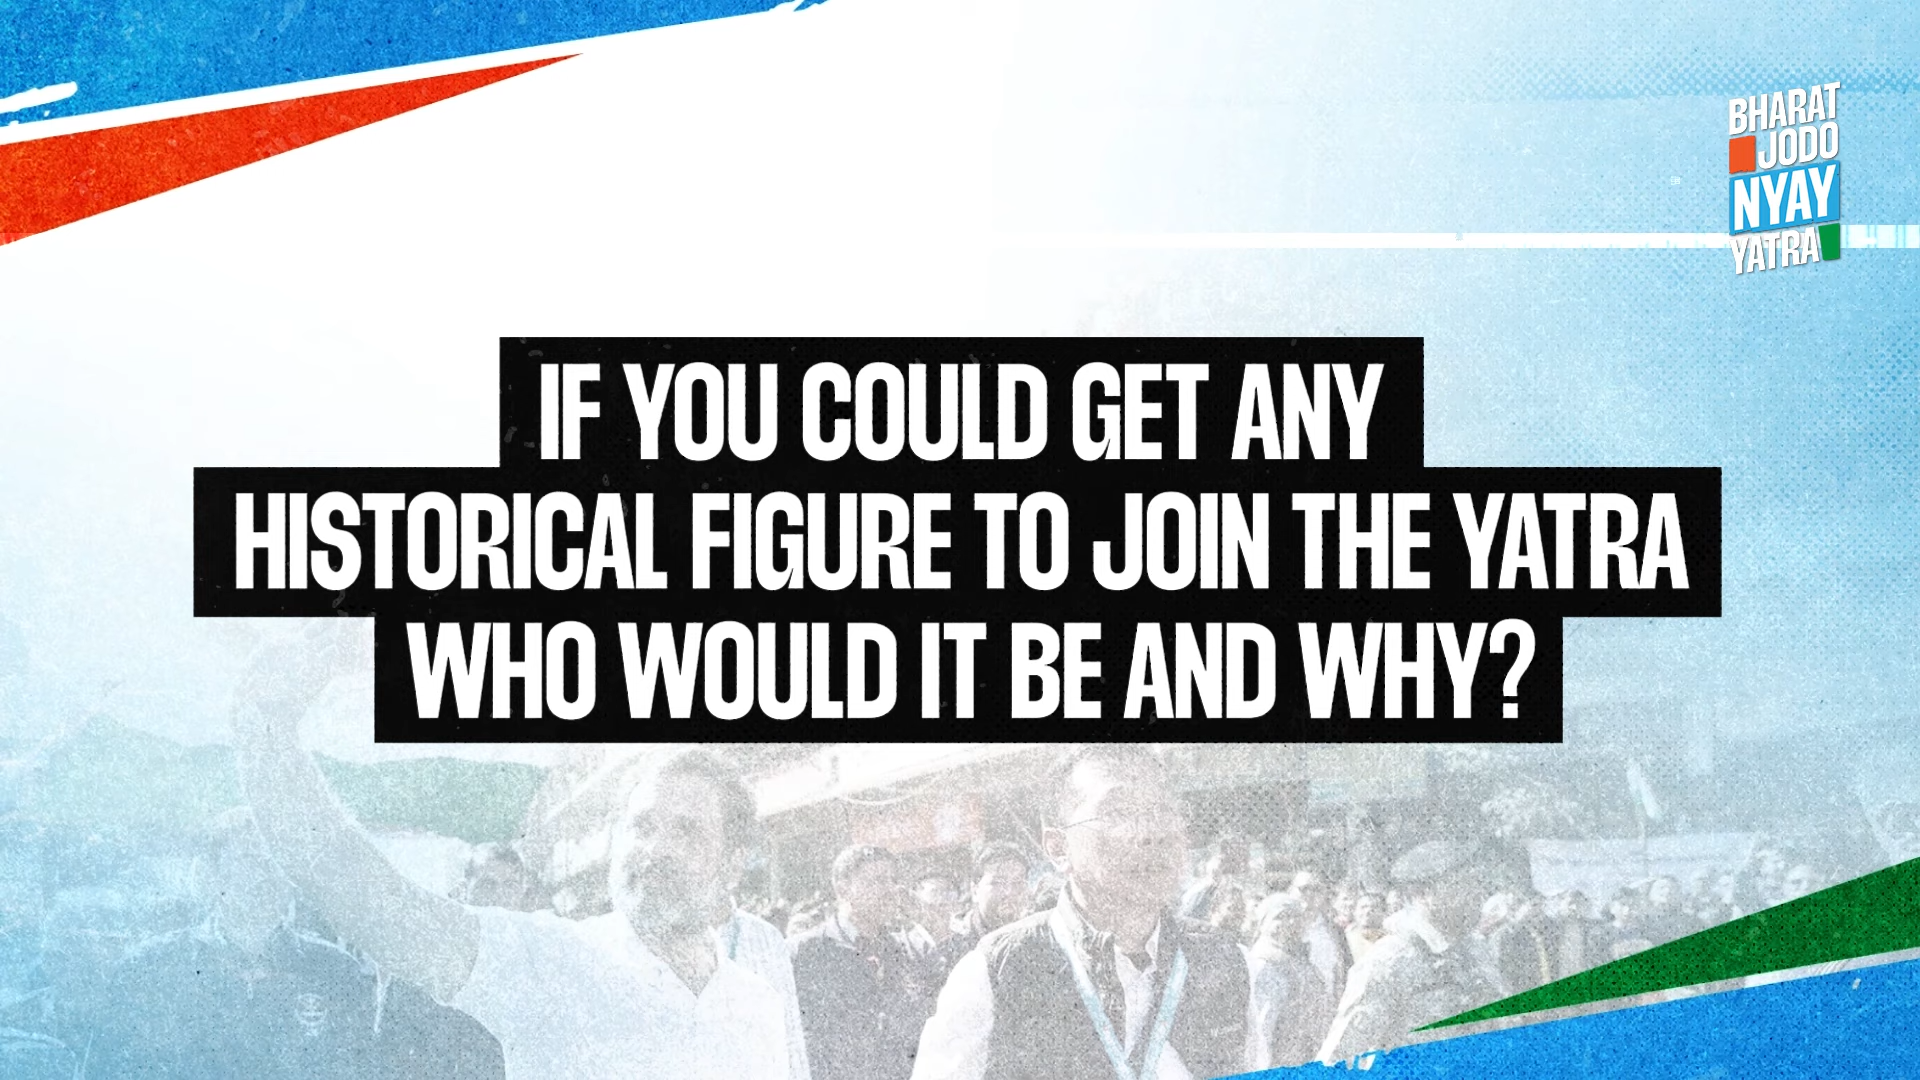 BHARAT
JODO
NYAY
YATRA
IF YOU COULD GET ANY
HISTORICAL FIGURE TO JOIN THE YATRA
WHO WOULD IT BE AND WHY?